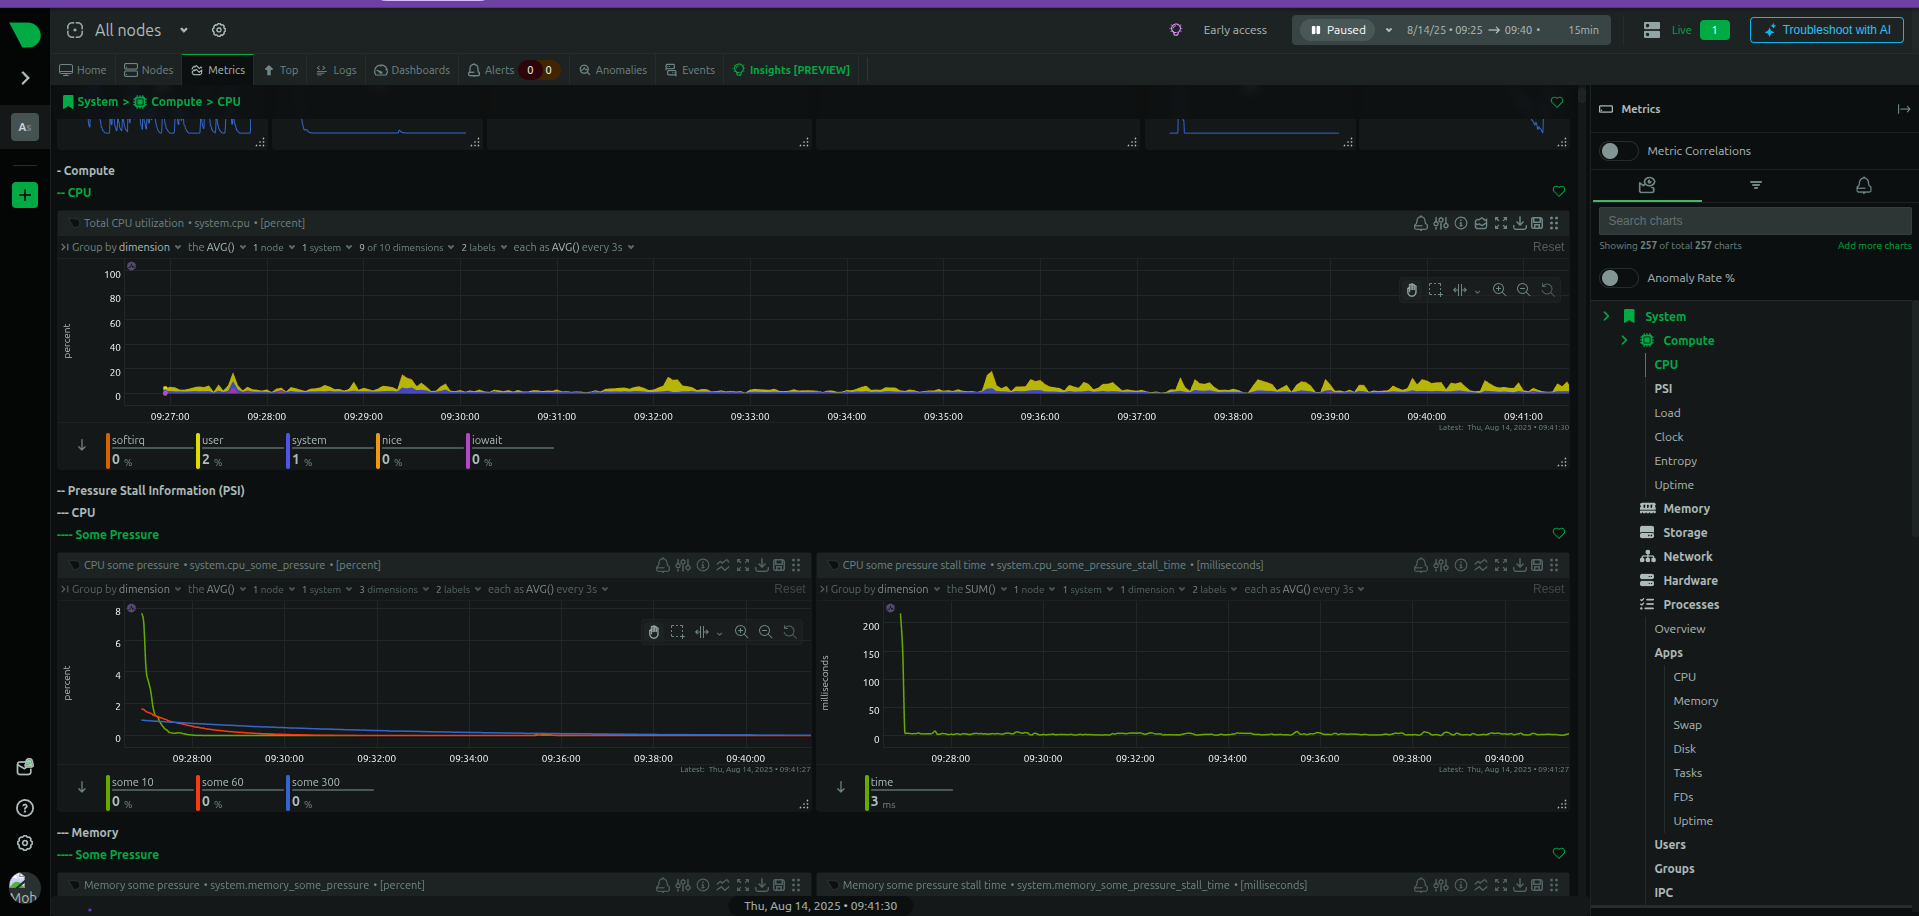 All nodes
Early access
Paused
8/14/25 • 09:25 → 09:40 •
15min
Live
1
Troubleshoot with AI
Home
Nodes
Metrics
Top
Logs
Dashboards
Alerts
0
0
Anomalies
Events
Insights [PREVIEW]
As
System > Compute > CPU
- Compute
-- CPU
Total CPU utilization • system.cpu • [percent]
Group by dimension the AVG() 1 node 1 system 9 of 10 dimensions 2 labels each as AVG() every 3s
Reset
percent
100
80
60
40
20
0
09:27:00 09:28:00 09:29:00 09:30:00 09:31:00 09:32:00 09:33:00 09:34:00 09:35:00 09:36:00 09:37:00 09:38:00 09:39:00 09:40:00 09:41:00
Latest: Thu, Aug 14, 2025 • 09:41:30
softirq user system nice iowait
0 % 2 % 1 % 0 % 0 %
-- Pressure Stall Information (PSI)
--- CPU
---- Some Pressure
CPU some pressure • system.cpu_some_pressure • [percent]
Group by dimension the AVG() 1 node 1 system 3 dimensions 2 labels each as AVG() every 3s
Reset
percent
8
6
4
2
0
09:28:00 09:30:00 09:32:00 09:34:00 09:36:00 09:38:00 09:40:00
Latest: Thu, Aug 14, 2025 • 09:41:27
some 10 some 60 some 300
0 % 0 % 0 %
CPU some pressure stall time • system.cpu_some_pressure_stall_time • [milliseconds]
Group by dimension the SUM() 1 node 1 system 1 dimension 2 labels each as AVG() every 3s
Reset
milliseconds
200
150
100
50
0
09:28:00 09:30:00 09:32:00 09:34:00 09:36:00 09:38:00 09:40:00
Latest: Thu, Aug 14, 2025 • 09:41:27
time
3 ms
--- Memory
---- Some Pressure
Memory some pressure • system.memory_some_pressure • [percent]
Memory some pressure stall time • system.memory_some_pressure_stall_time • [milliseconds]
Thu, Aug 14, 2025 • 09:41:30
Moh
Metrics
Metric Correlations
Search charts
Showing 257 of total 257 charts
Add more charts
Anomaly Rate %
System
Compute
CPU
PSI
Load
Clock
Entropy
Uptime
Memory
Storage
Network
Hardware
Processes
Overview
Apps
CPU
Memory
Swap
Disk
Tasks
FDs
Uptime
Users
Groups
IPC